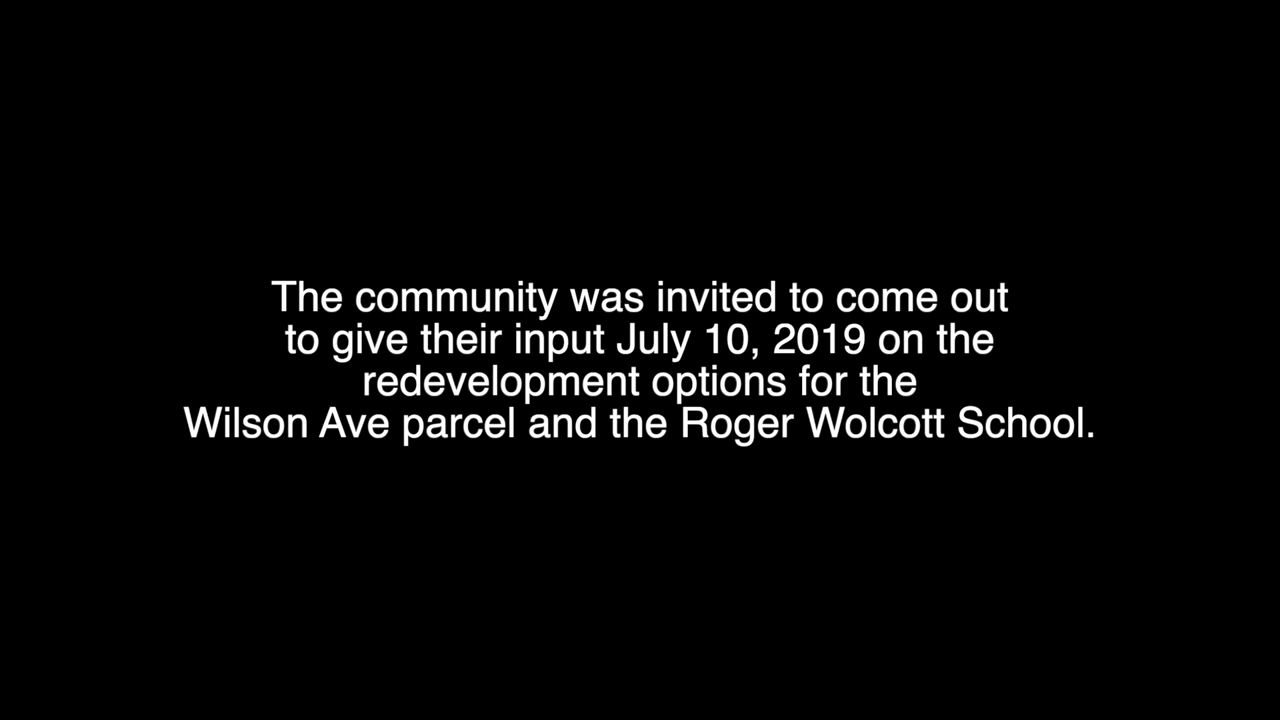 The community was invited to come out
to give their input July 10, 2019 on the
redevelopment options for the
Wilson Ave parcel and the Roger Wolcott School.